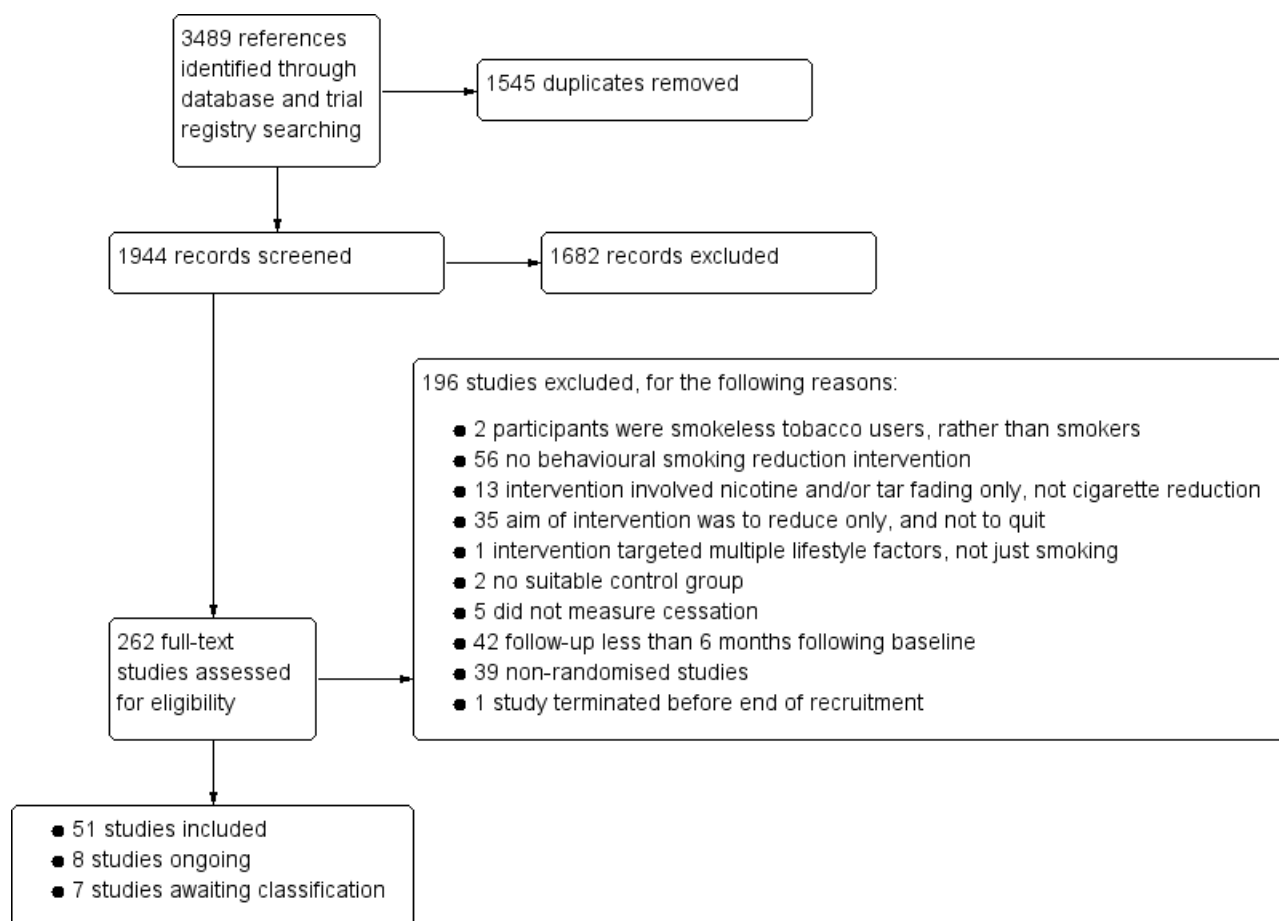 3489 references
identified through
database and trial
registry searching
1545 duplicates removed
1944 records screened
1682 records excluded
196 studies excluded, for the following reasons:
● 2 participants were smokeless tobacco users, rather than smokers
● 56 no behavioural smoking reduction intervention
● 13 intervention involved nicotine and/or tar fading only, not cigarette reduction
● 35 aim of intervention was to reduce only, and not to quit
● 1 intervention targeted multiple lifestyle factors, not just smoking
● 2 no suitable control group
● 5 did not measure cessation
● 42 follow-up less than 6 months following baseline
● 39 non-randomised studies
● 1 study terminated before end of recruitment
262 full-text
studies assessed
for eligibility
● 51 studies included
● 8 studies ongoing
● 7 studies awaiting classification